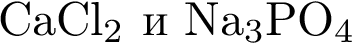 CaCl₂ и Na₃PO₄